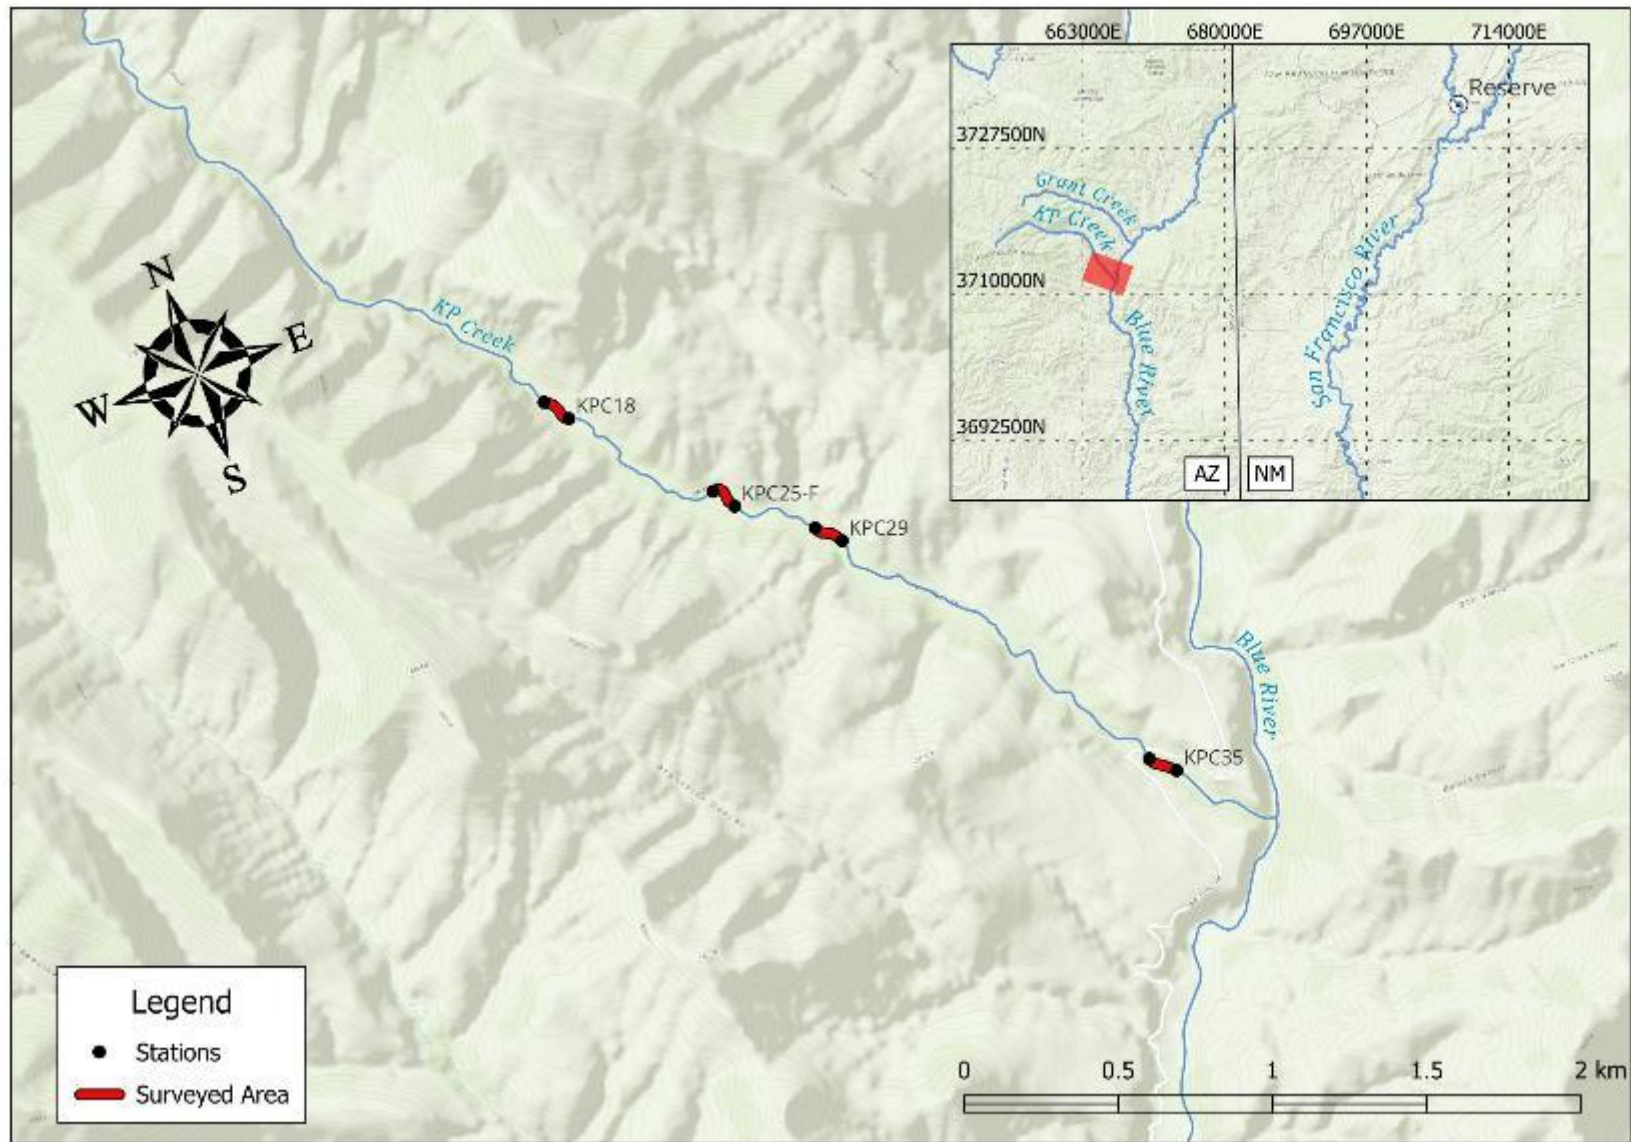 663000E 680000E 697000E 714000E
Reserve
3727500N
Grant Creek
KP Creek
3710000N
Blue River
San Francisco River
3692500N
AZ NM
N
E
W
S
KP Creek
KPC18
KPC25-F
KPC29
Blue River
KPC35
Legend
Stations
Surveyed Area
0 0.5 1 1.5 2 km